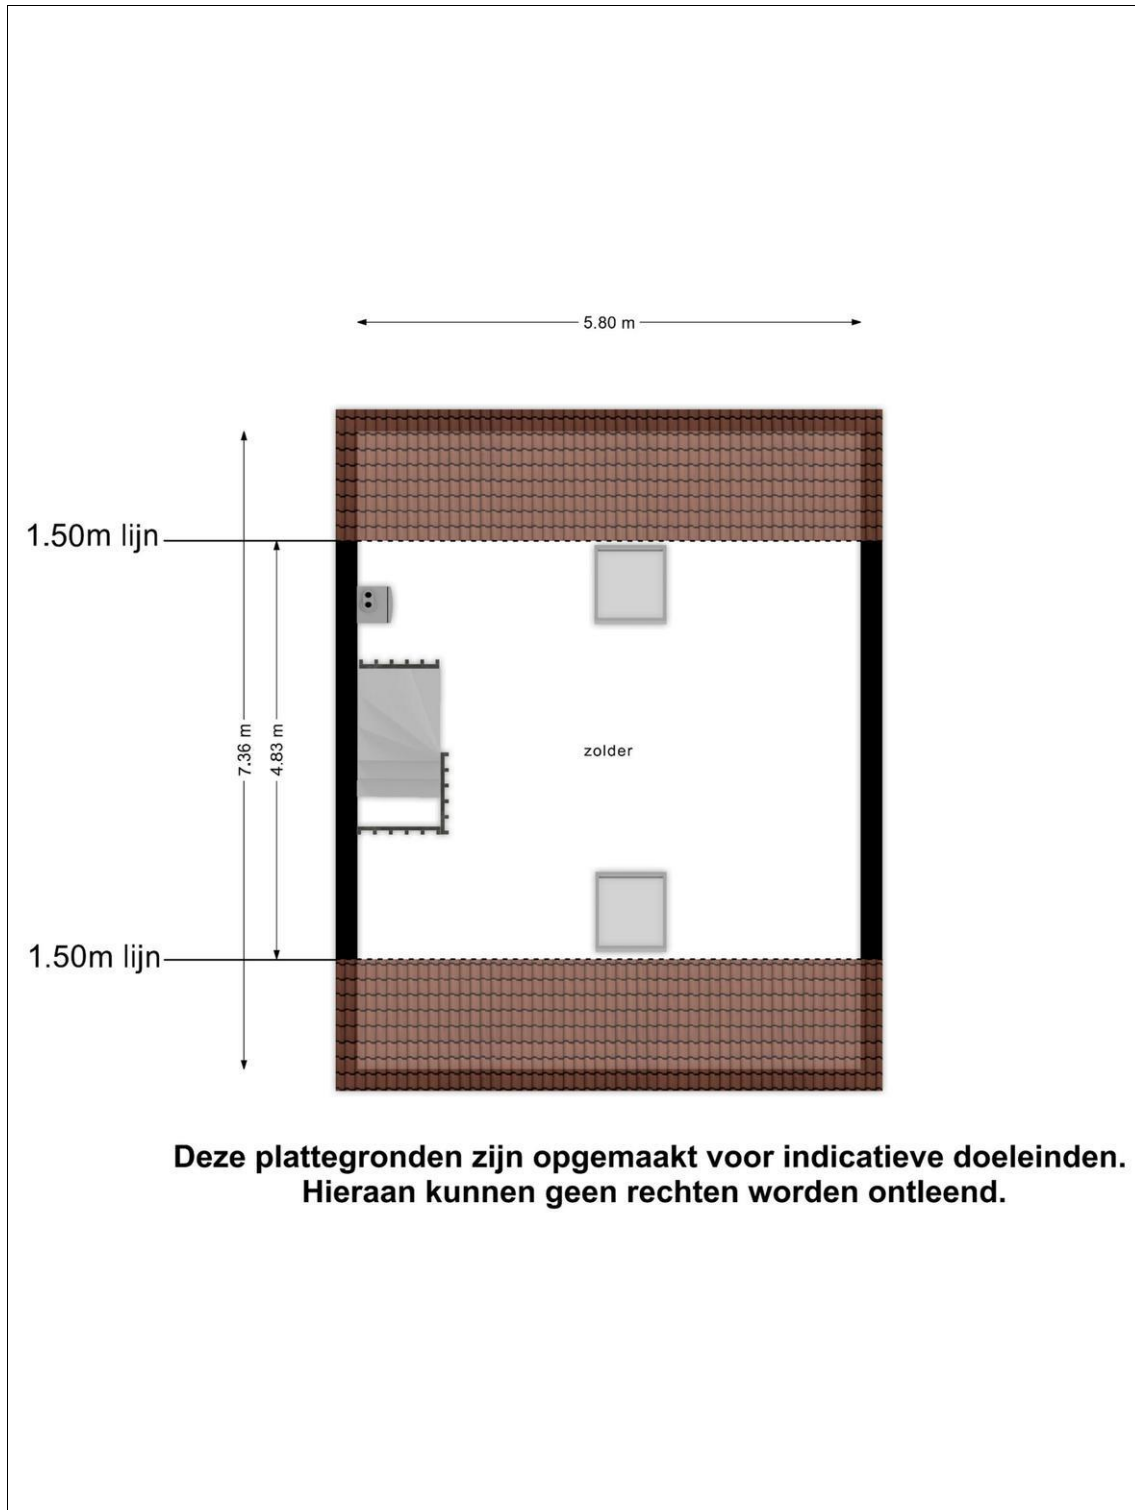 5.80 m
1.50m lijn
7.36 m
4.83 m
zolder
1.50m lijn
Deze plattegronden zijn opgemaakt voor indicatieve doeleinden.
Hieraan kunnen geen rechten worden ontleend.